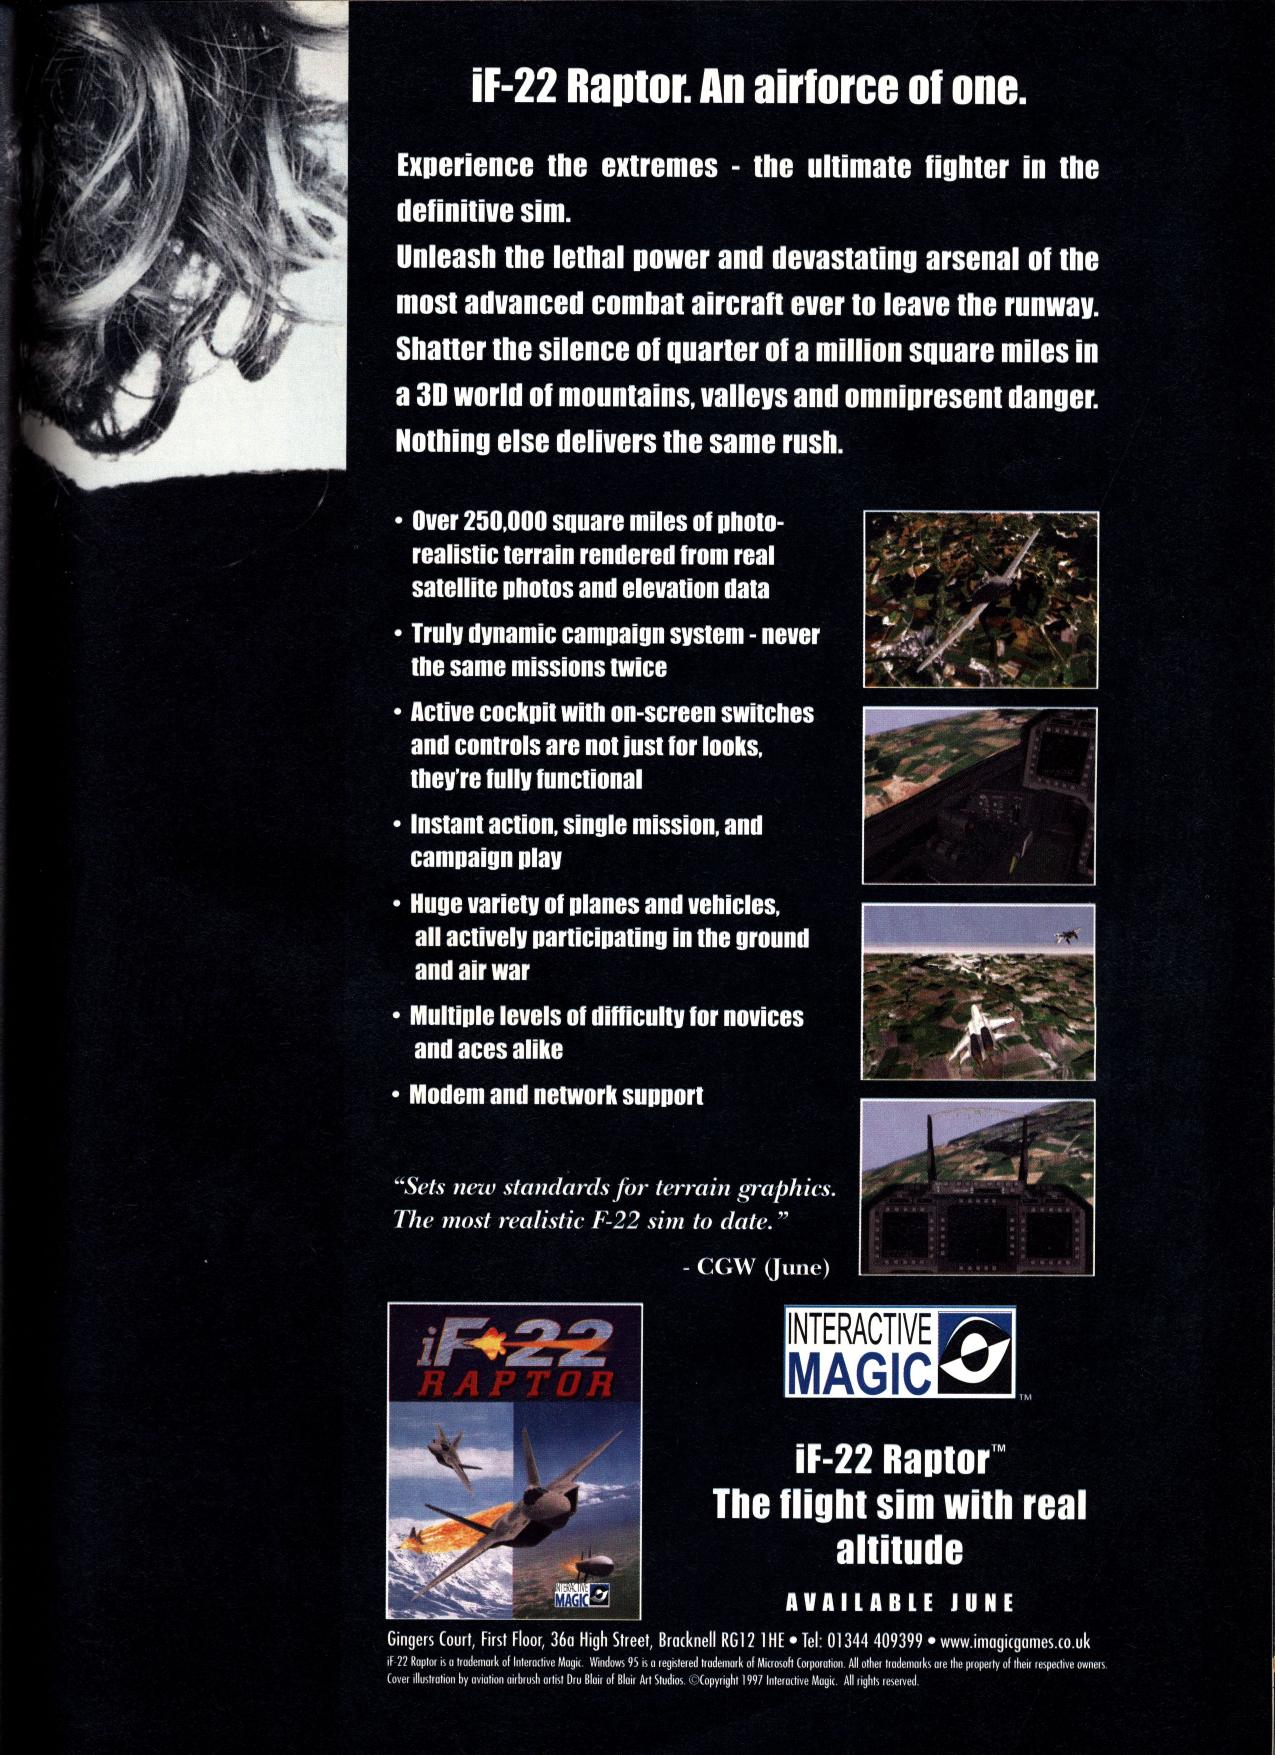 iF-22 Raptor. An airforce of one.
Experience the extremes - the ultimate fighter in the
definitive sim.
Unleash the lethal power and devastating arsenal of the
most advanced combat aircraft ever to leave the runway.
Shatter the silence of quarter of a million square miles in
a 3D world of mountains, valleys and omnipresent danger.
Nothing else delivers the same rush.
• Over 250,000 square miles of photo-
realistic terrain rendered from real
satellite photos and elevation data
• Truly dynamic campaign system - never
the same missions twice
• Active cockpit with on-screen switches
and controls are not just for looks,
they're fully functional
• Instant action, single mission, and
campaign play
• Huge variety of planes and vehicles,
all actively participating in the ground
and air war
• Multiple levels of difficulty for novices
and aces alike
• Modem and network support
“Sets new standards for terrain graphics.
The most realistic F-22 sim to date.”
- CGW (June)
iF-22
RAPTOR
INTERACTIVE
MAGIC
INTERACTIVE
MAGIC
TM
iF-22 Raptor™
The flight sim with real
altitude
AVAILABLE JUNE
Gingers Court, First Floor, 36a High Street, Bracknell RG12 1HE • Tel: 01344 409399 • www.imagicgames.co.uk
iF-22 Raptor is a trademark of Interactive Magic. Windows 95 is a registered trademark of Microsoft Corporation. All other trademarks are the property of their respective owners.
Cover illustration by aviation airbrush artist Dru Blair of Blair Art Studios. ©Copyright 1997 Interactive Magic. All rights reserved.